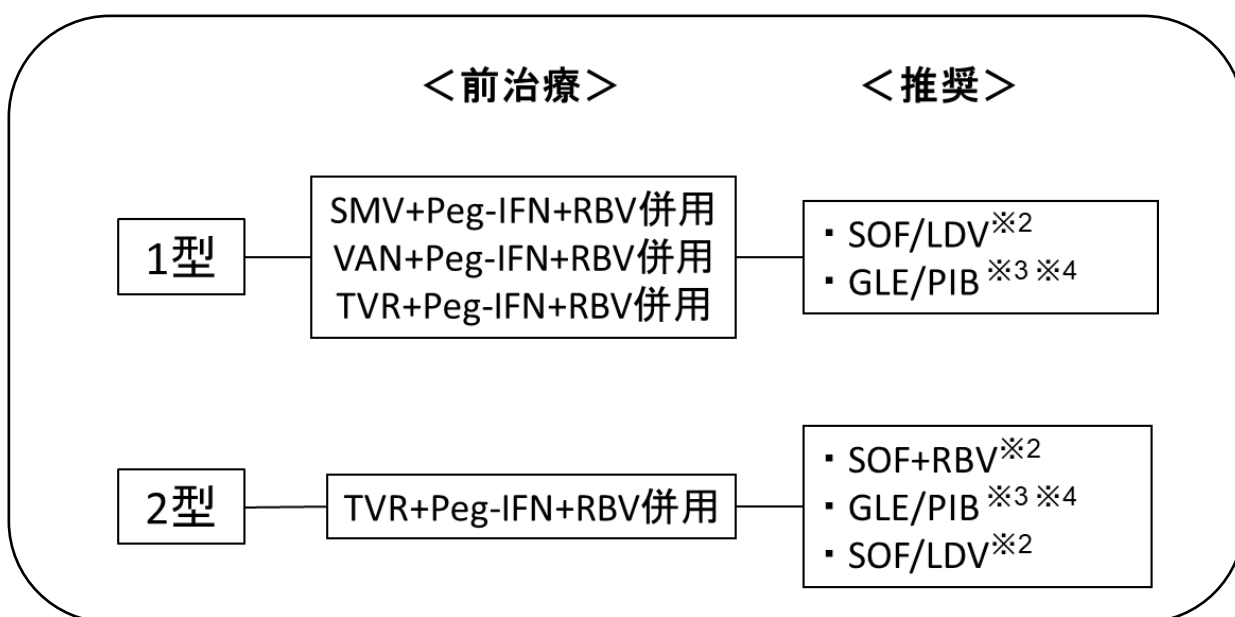 ＜前治療＞ ＜推奨＞
1型
SMV+Peg-IFN+RBV併用
VAN+Peg-IFN+RBV併用
TVR+Peg-IFN+RBV併用
・SOF/LDV※2
・GLE/PIB※3 ※4
2型
TVR+Peg-IFN+RBV併用
・SOF+RBV※2
・GLE/PIB※3 ※4
・SOF/LDV※2